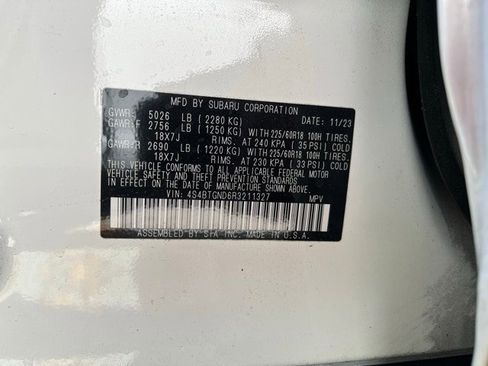 MFD BY SUBARU CORPORATION DATE: 11/23
GVWR: 5026 LB (2280 KG)
GAWR:F 2756 LB (1250 KG) WITH 225/60R18 100H TIRES,
18X7J RIMS, AT 240 KPA (35 PSI) COLD
GAWR:R 2690 LB (1220 KG) WITH 225/60R18 100H TIRES,
18X7J RIMS, AT 230 KPA (33 PSI) COLD
THIS VEHICLE CONFORMS TO ALL APPLICABLE FEDERAL MOTOR
VEHICLE SAFETY, BUMPER, AND THEFT PREVENTION STANDARDS
IN EFFECT ON THE DATE OF MANUFACTURE SHOWN ABOVE.
VIN: 4S4BTGND6R3211327 MPV
ASSEMBLED BY SIA INC. MADE IN U.S.A.